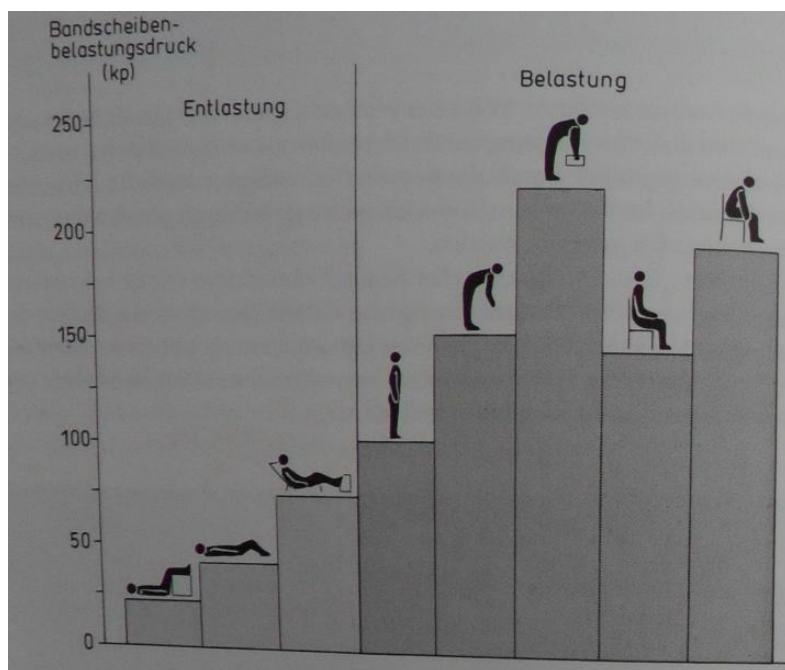 Bandscheiben-
belastungsdruck
(kp)
Entlastung
Belastung
250
200
150
100
50
0